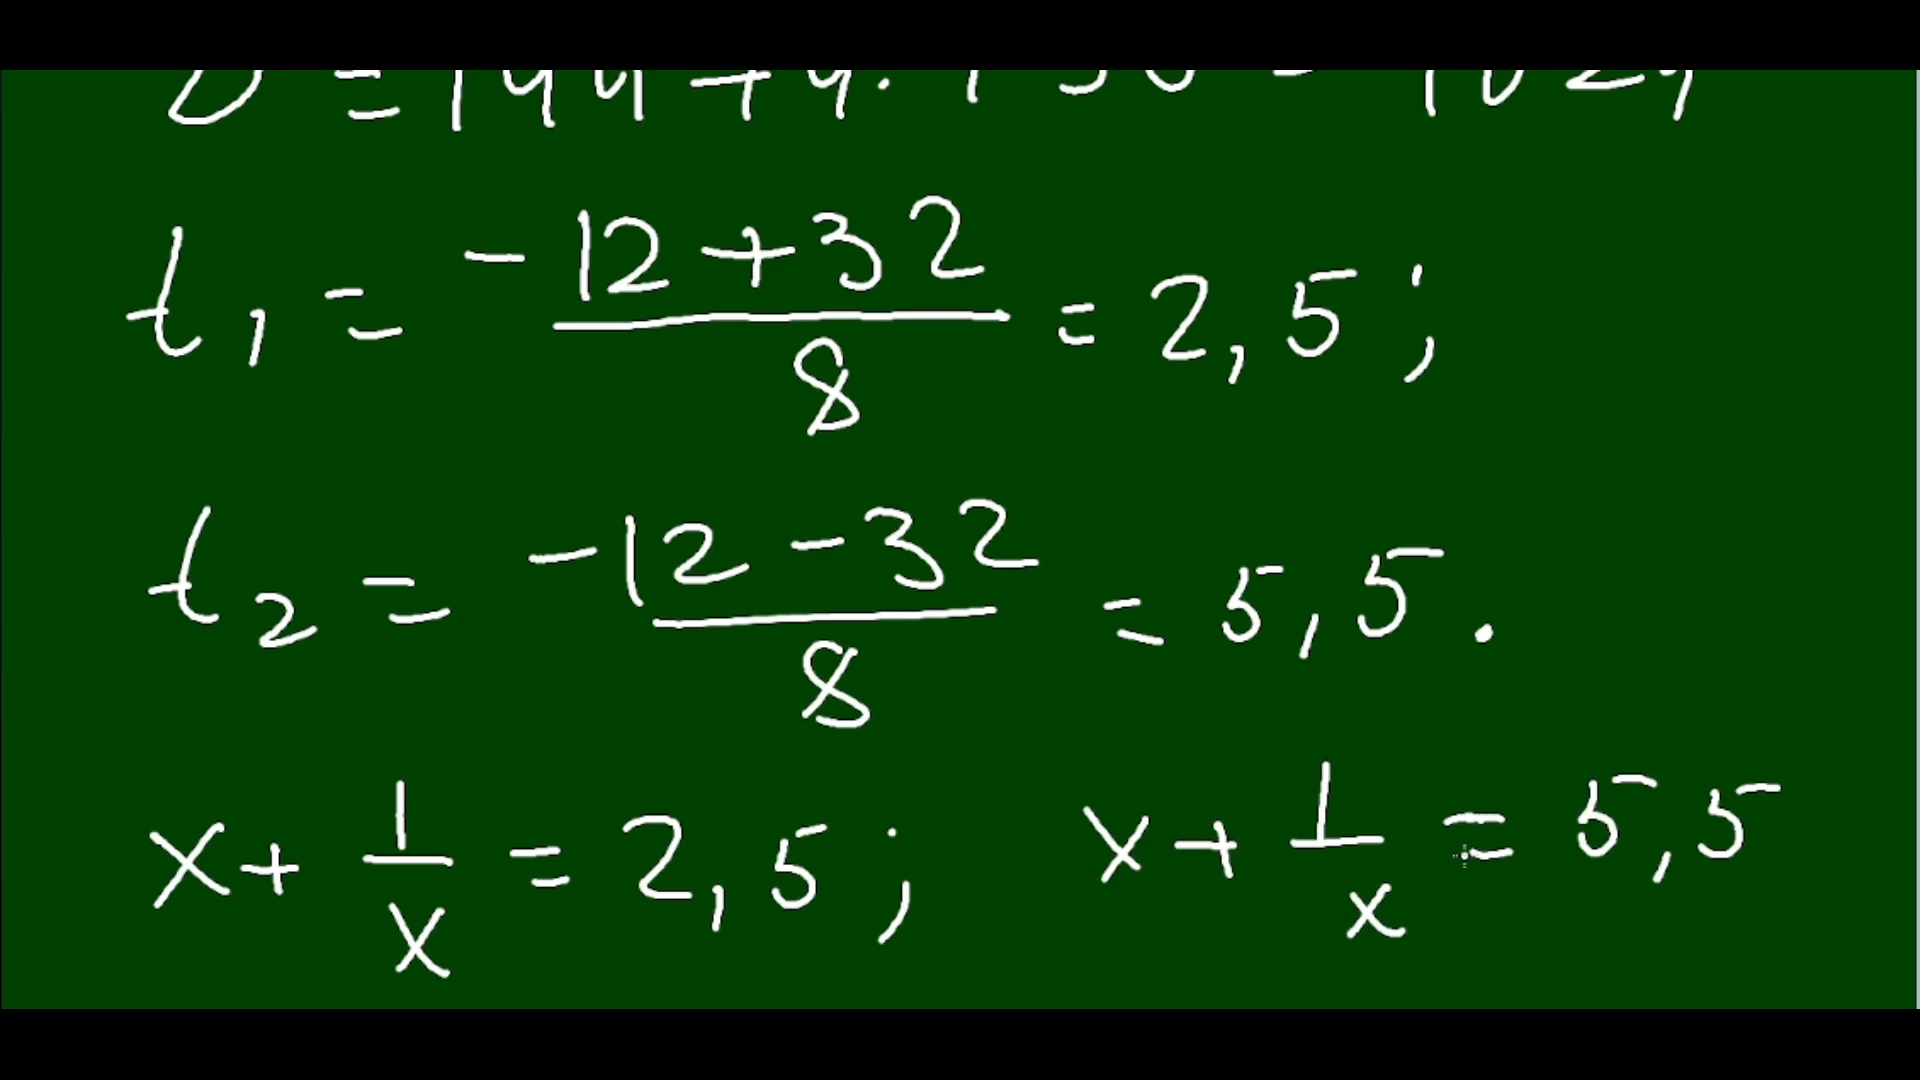 t₁ = -12+32/8 = 2,5;
t₂ = -12-32/8 = 5,5.
x+1/x = 2,5; x+1/x = 5,5